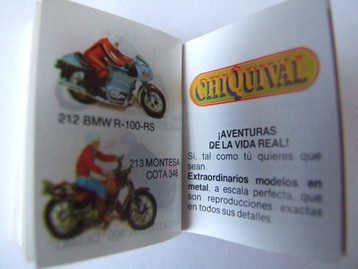 212 BMW R-100-RS
213 MONTESA
COTA 348
CHIQUIVAL
¡AVENTURAS
DE LA VIDA REAL!
Sí, tal como tú quieres que
sean.
Extraordinarios modelos en
metal, a escala perfecta, que
son reproducciones exactas
en todos sus detalles